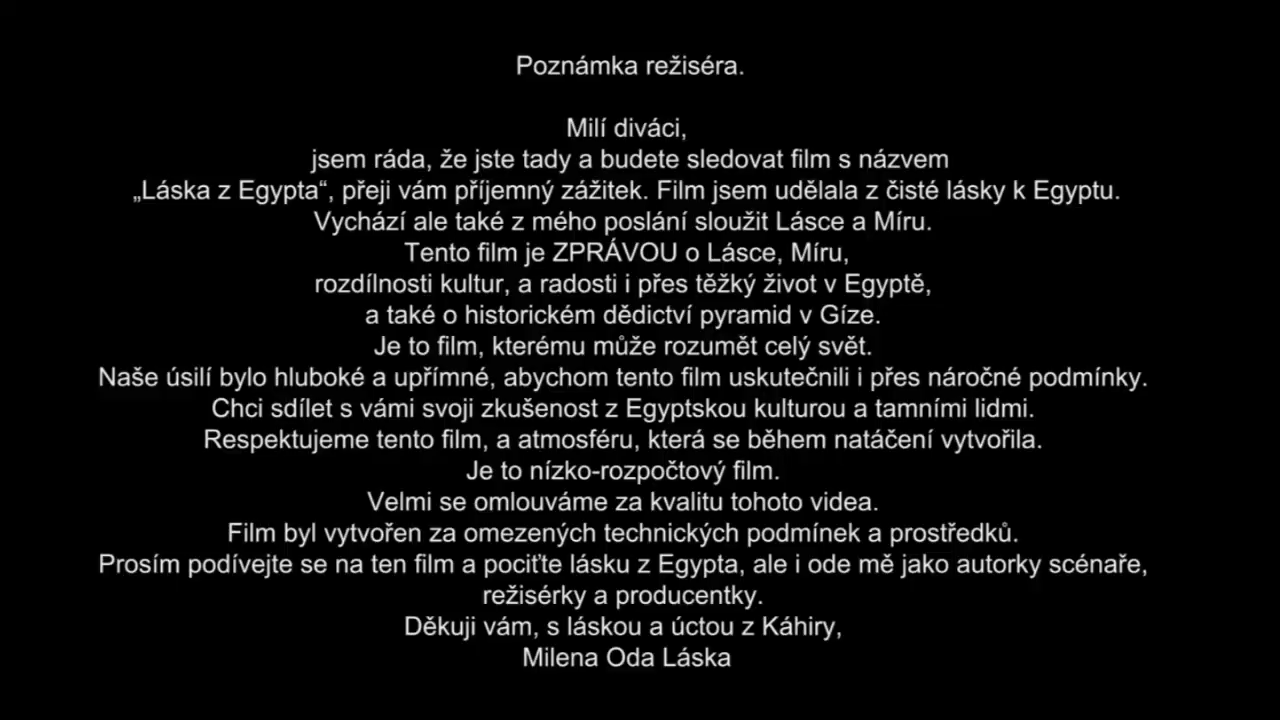 Poznámka režiséra.
Milí diváci,
jsem ráda, že jste tady a budete sledovat film s názvem
„Láska z Egypta“, přeji vám příjemný zážitek. Film jsem udělala z čisté lásky k Egyptu.
Vychází ale také z mého poslání sloužit Lásce a Míru.
Tento film je ZPRÁVOU o Lásce, Míru,
rozdílnosti kultur, a radosti i přes těžký život v Egyptě,
a také o historickém dědictví pyramid v Gíze.
Je to film, kterému může rozumět celý svět.
Naše úsilí bylo hluboké a upřímné, abychom tento film uskutečnili i přes náročné podmínky.
Chci sdílet s vámi svoji zkušenost z Egyptskou kulturou a tamními lidmi.
Respektujeme tento film, a atmosféru, která se během natáčení vytvořila.
Je to nízko-rozpočtový film.
Velmi se omlouváme za kvalitu tohoto videa.
Film byl vytvořen za omezených technických podmínek a prostředků.
Prosím podívejte se na ten film a pociťte lásku z Egypta, ale i ode mě jako autorky scénaře,
režisérky a producentky.
Děkuji vám, s láskou a úctou z Káhiry,
Milena Oda Láska